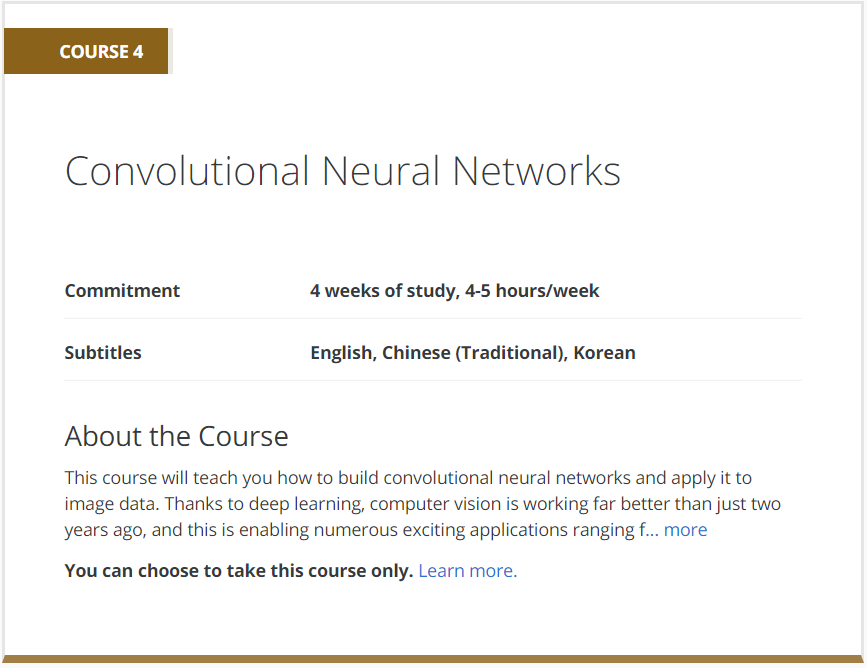 COURSE 4
Convolutional Neural Networks
Commitment 4 weeks of study, 4-5 hours/week
Subtitles English, Chinese (Traditional), Korean
About the Course
This course will teach you how to build convolutional neural networks and apply it to
image data. Thanks to deep learning, computer vision is working far better than just two
years ago, and this is enabling numerous exciting applications ranging f... more
You can choose to take this course only. Learn more.